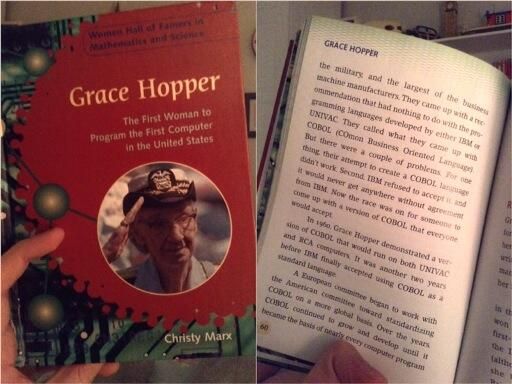 Women Hall of Famers in
Mathematics and Science
Grace Hopper
The First Woman to
Program the First Computer
in the United States
Christy Marx
GRACE HOPPER
the military, and the largest of the business
machine manufacturers. They came up with a rec-
ommendation that had nothing to do with the pro-
gramming languages developed by either IBM or
UNIVAC. They called what they came up with
COBOL (COmon Business Oriented Language).
But there were a couple of problems. For one
thing, their attempt to create a COBOL language
didn't work. Second, IBM refused to accept it, and
it would never get anywhere without agreement
from IBM. Now the race was on for someone to
come up with a version of COBOL that everyone
would accept.
In 1960, Grace Hopper demonstrated a ver-
sion of COBOL that would run on both UNIVAC
and RCA computers. It was another two years
before IBM finally accepted using COBOL as a
standard language.
A European committee began to work with
the American committee toward standardizing
COBOL on a more global basis. Over the years,
COBOL continued to grow and develop until it
became the basis of nearly every computer program
60